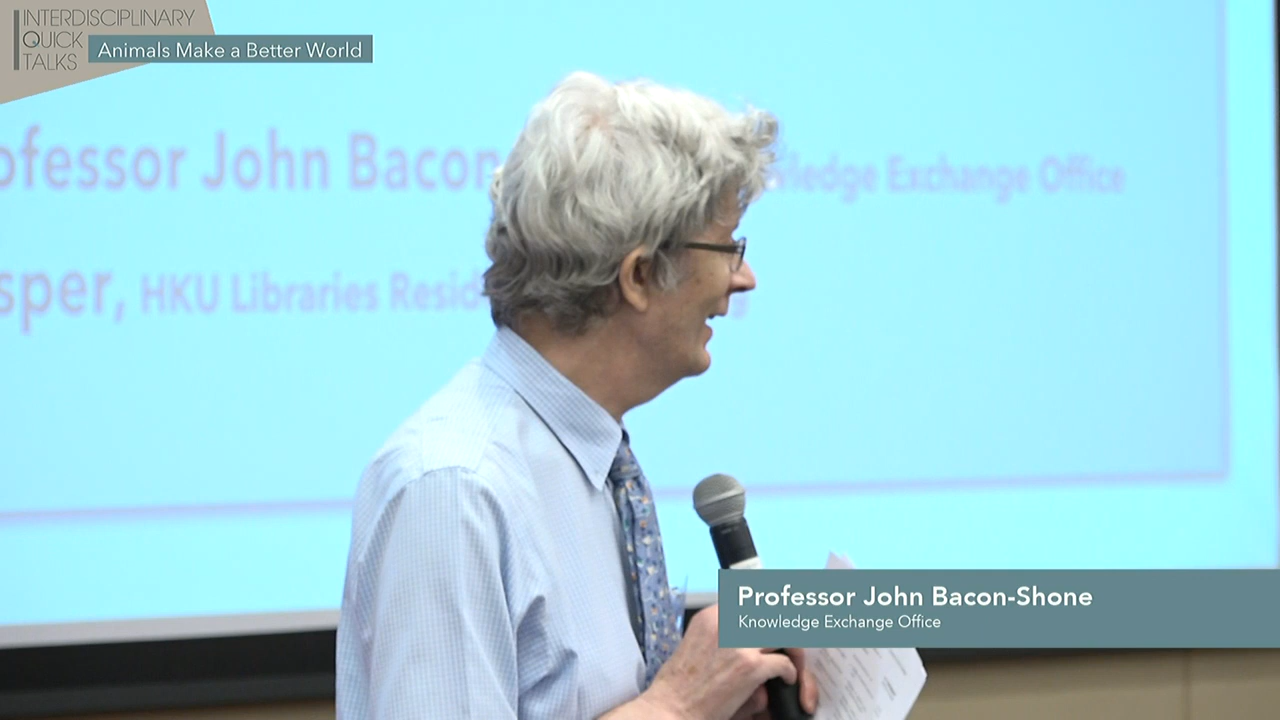 INTERDISCIPLINARY
QUICK
TALKS
Animals Make a Better World
ofessor John Bacon
wledge Exchange Office
sper, HKU Libraries Resid
Professor John Bacon-Shone
Knowledge Exchange Office